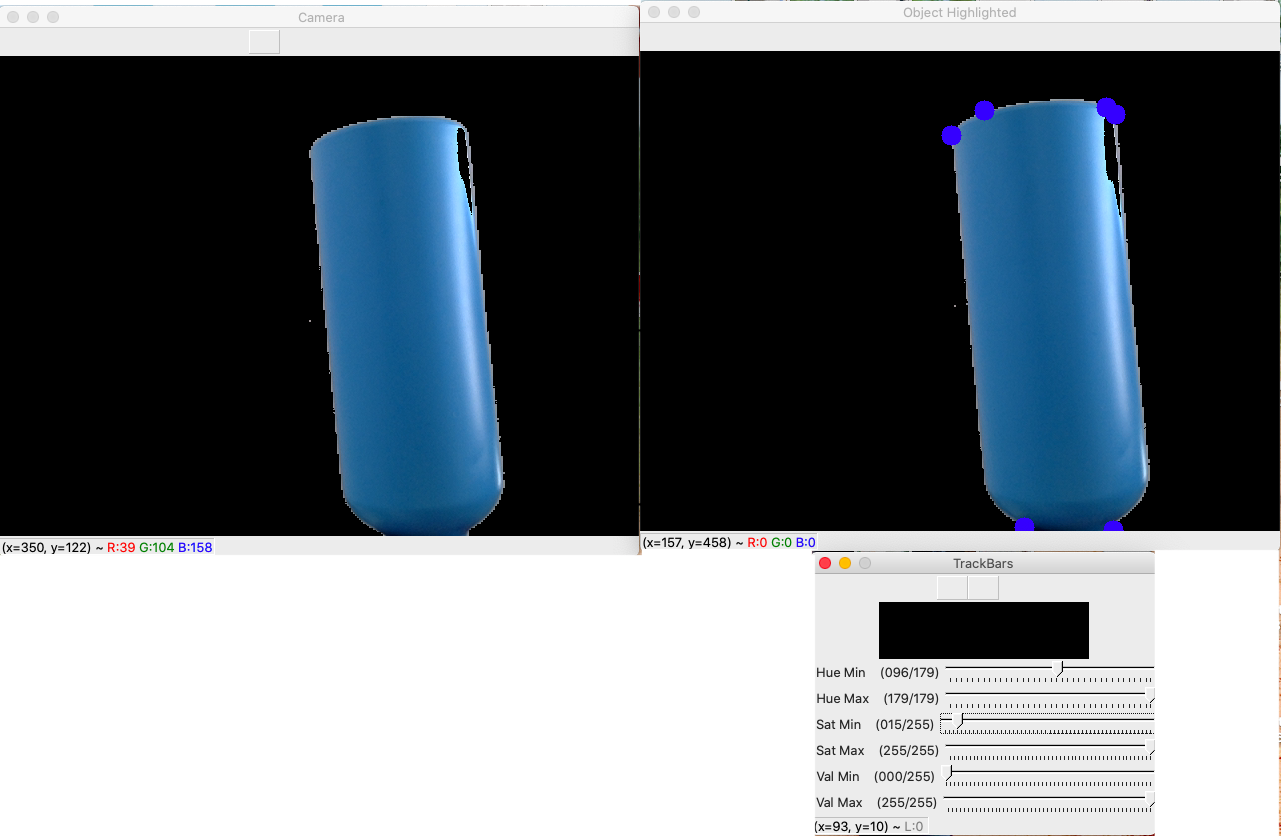 Camera
Object Highlighted
(x=350, y=122) ~ R:39 G:104 B:158
(x=157, y=458) ~ R:0 G:0 B:0
TrackBars
Hue Min (096/179)
Hue Max (179/179)
Sat Min (015/255)
Sat Max (255/255)
Val Min (000/255)
Val Max (255/255)
(x=93, y=10) ~ L:0